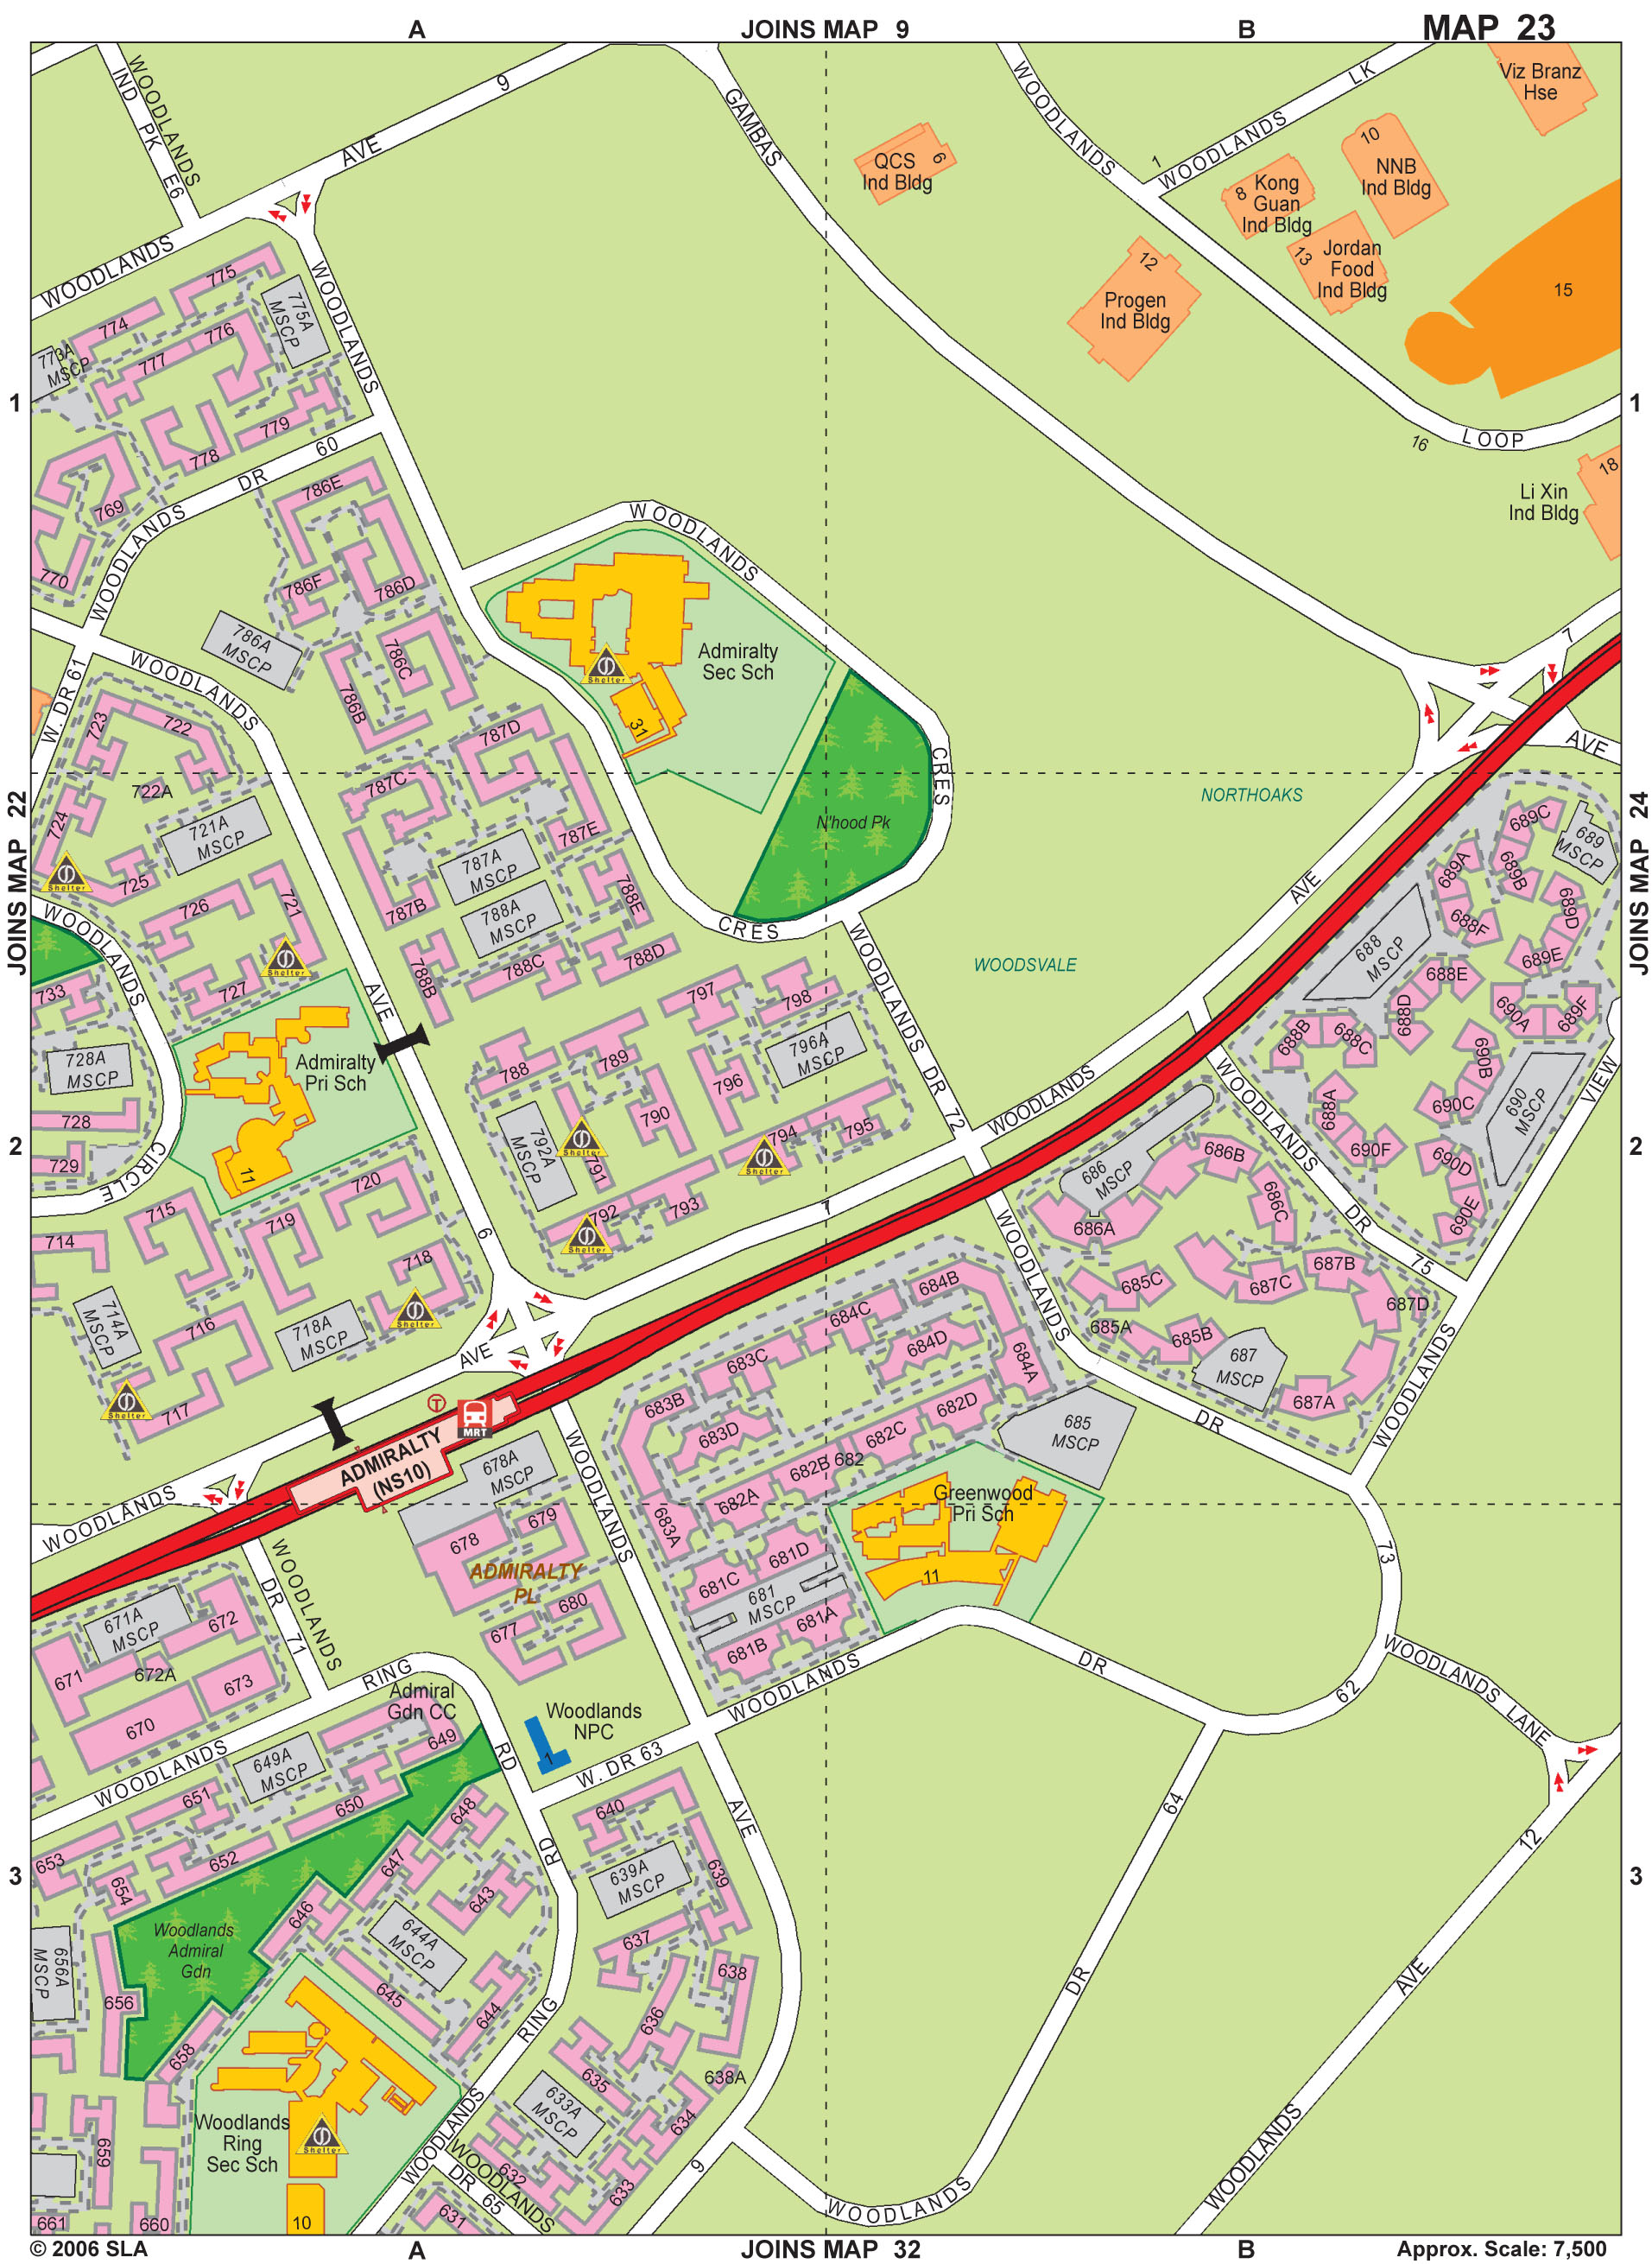 A
JOINS MAP 9
B
MAP 23
WOODLANDS
IND PK E6
WOODLANDS AVE 9
GAMBAS
WOODLANDS
1
WOODLANDS LK
Viz Branz
Hse
QCS
Ind Bldg
6
10
NNB
Ind Bldg
8
Kong
Guan
Ind Bldg
13
Jordan
Food
Ind Bldg
12
Progen
Ind Bldg
15
WOODLANDS
775
775A
MSCP
774
776
777
773A
MSCP
779
778
1
1
16
LOOP
18
Li Xin
Ind Bldg
WOODLANDS DR 60
769
770
786E
786F
786D
786A
MSCP
786C
786B
WOODLANDS
Admiralty
Sec Sch
Shelter
31
CRES
7
AVE
W. DR 61
WOODLANDS
723
722
722A
724
721A
MSCP
725
Shelter
787D
787C
787E
787A
MSCP
787B
788A
MSCP
788E
788D
788C
788B
N'hood Pk
CRES
NORTHOAKS
WOODSVALE
AVE
JOINS MAP 22
JOINS MAP 24
689C
689
MSCP
689A
689B
689D
688F
689E
688
MSCP
688E
688D
690A
689F
688B
688C
690B
690C
690
MSCP
688A
690F
690D
690E
VIEW
WOODLANDS
CIRCLE
733
726
721
727
Shelter
AVE
728A
MSCP
728
729
Admiralty
Pri Sch
11
797
798
796A
MSCP
789
788
796
790
792A
MSCP
791
Shelter
794
Shelter
795
793
792
Shelter
WOODLANDS DR 72
WOODLANDS
7
2
2
WOODLANDS DR 75
686
MSCP
686B
686A
686C
687B
687C
687D
685C
685A
685B
687
MSCP
687A
WOODLANDS
715
720
719
714
718
Shelter
714A
MSCP
716
718A
MSCP
717
Shelter
6
AVE
WOODLANDS
684B
684C
684D
684A
683C
683B
683D
682D
682C
682B
682
682A
683A
685
MSCP
WOODLANDS DR
73
MRT
ADMIRALTY
(NS10)
WOODLANDS
678A
MSCP
678
679
ADMIRALTY
PL
680
677
WOODLANDS
Greenwood
Pri Sch
11
681D
681C
681
MSCP
681A
681B
WOODLANDS DR 62
WOODLANDS DR 71
671A
MSCP
672
671
672A
673
670
WOODLANDS RING RD
Admiral
Gdn CC
649
649A
MSCP
Woodlands
NPC
1
W. DR 63
WOODLANDS LANE
651
650
653
652
654
648
647
646
643
640
639A
MSCP
639
AVE
64
DR
12
3
3
Woodlands
Admiral
Gdn
656A
MSCP
656
644A
MSCP
645
644
637
638
636
658
635
638A
633A
MSCP
634
RD
RING
WOODLANDS
Woodlands
Ring
Sec Sch
Shelter
10
659
660
661
WOODLANDS
DR 65
632
633
631
9
WOODLANDS
WOODLANDS AVE
© 2006 SLA
A
JOINS MAP 32
B
Approx. Scale: 7,500